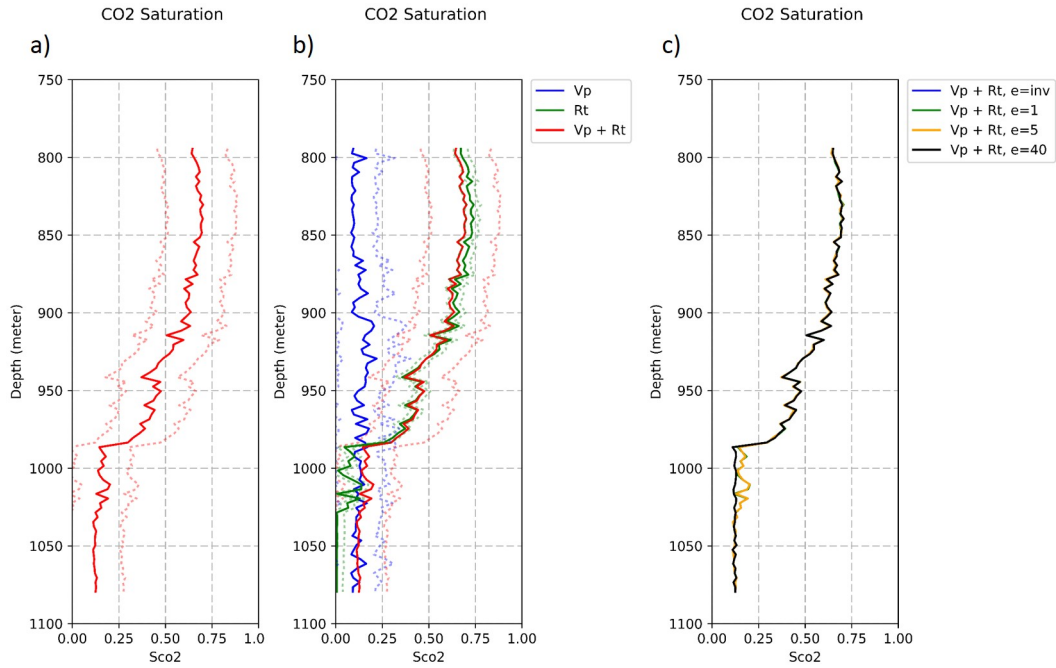 CO2 Saturation
a)
750
800
850
900
950
1000
1050
1100
Depth (meter)
0.00 0.25 0.50 0.75 1.0
Sco2
CO2 Saturation
b)
750
800
850
900
950
1000
1050
1100
Depth (meter)
0.00 0.25 0.50 0.75 1.00
Sco2
Vp
Rt
Vp + Rt
CO2 Saturation
c)
750
800
850
900
950
1000
1050
1100
Depth (meter)
0.00 0.25 0.50 0.75 1.00
Sco2
Vp + Rt, e=inv
Vp + Rt, e=1
Vp + Rt, e=5
Vp + Rt, e=40